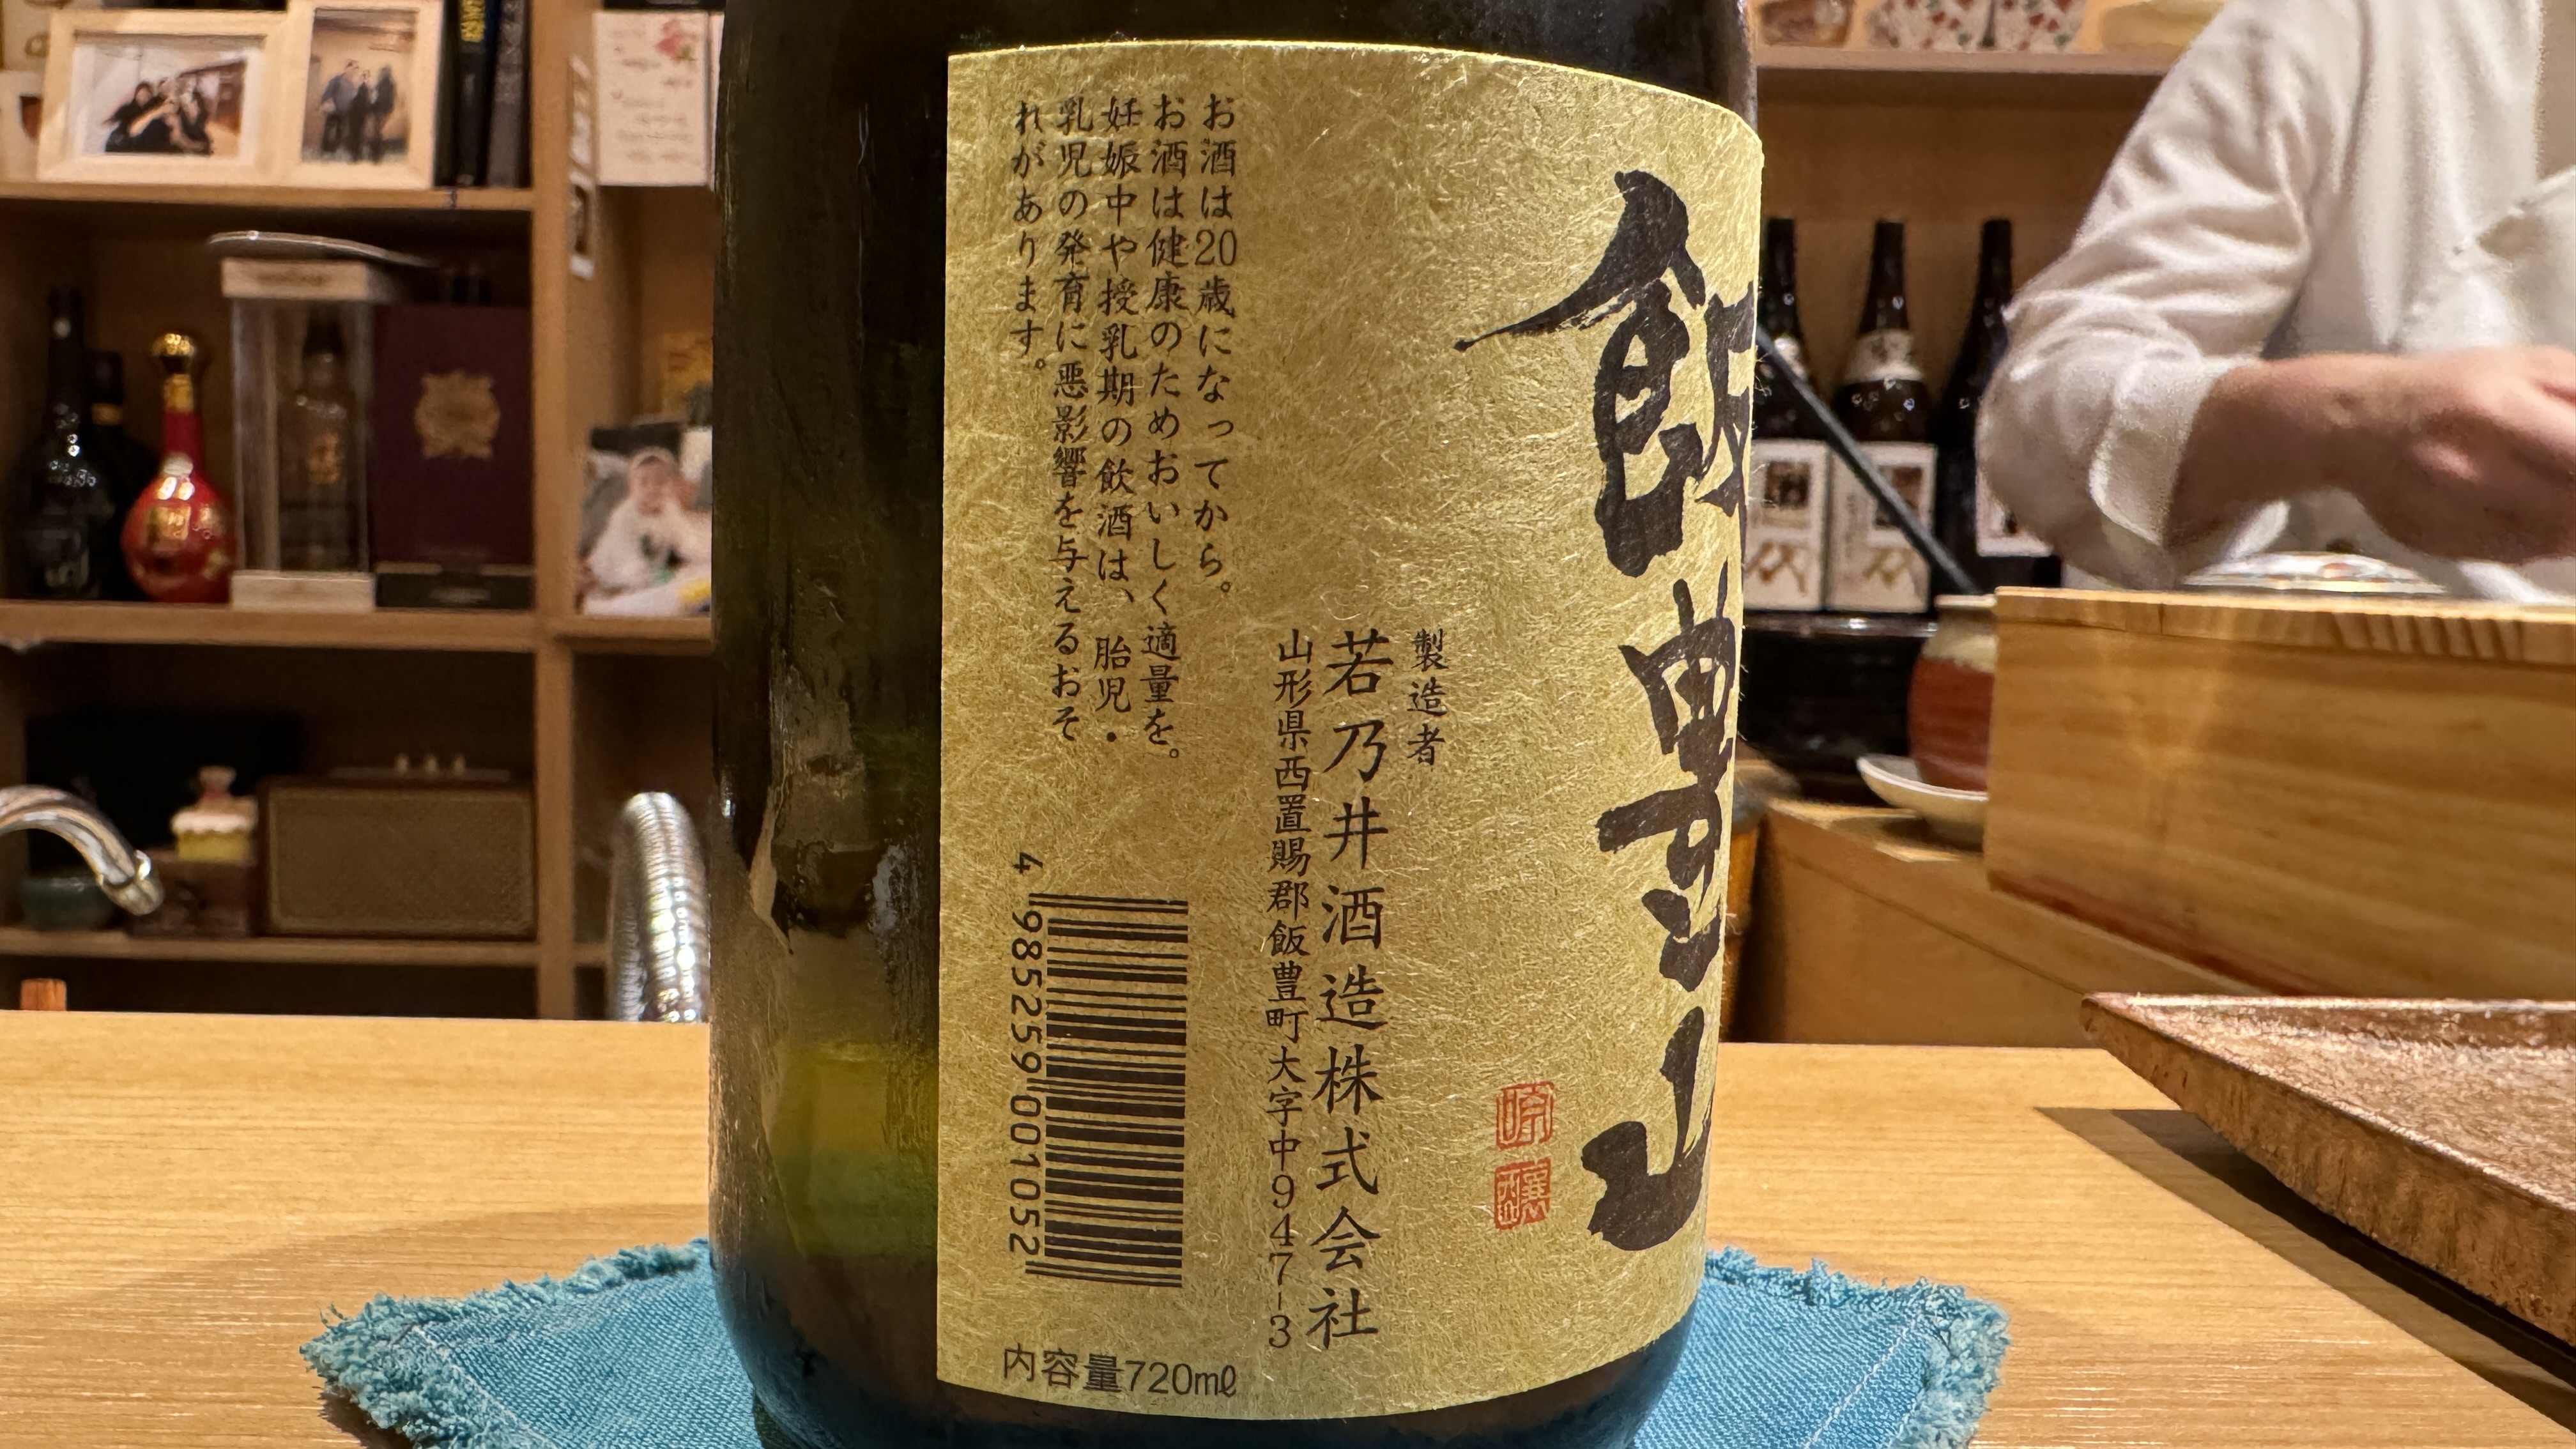 飯豊山
製造者
若乃井酒造株式会社
山形県西置賜郡飯豊町大字中947-3
お酒は20歳になってから。
お酒は健康のためおいしく適量を。
妊娠中や授乳期の飲酒は、胎児・
乳児の発育に悪影響を与えるおそ
れがあります。
4 985259 001052
内容量720mℓ